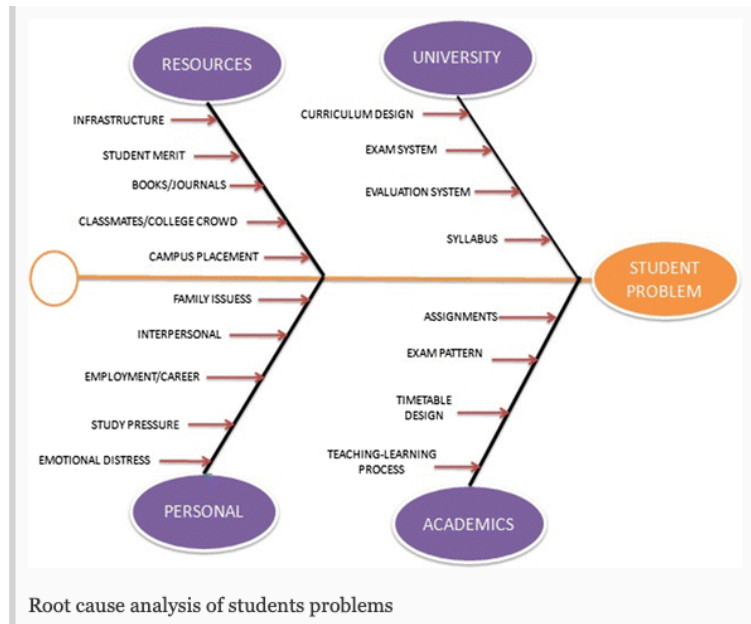 RESOURCES
UNIVERSITY
INFRASTRUCTURE
STUDENT MERIT
BOOKS/JOURNALS
CLASSMATES/COLLEGE CROWD
CAMPUS PLACEMENT
CURRICULUM DESIGN
EXAM SYSTEM
EVALUATION SYSTEM
SYLLABUS
STUDENT
PROBLEM
FAMILY ISSUESS
INTERPERSONAL
EMPLOYMENT/CAREER
STUDY PRESSURE
EMOTIONAL DISTRESS
ASSIGNMENTS
EXAM PATTERN
TIMETABLE
DESIGN
TEACHING-LEARNING
PROCESS
PERSONAL
ACADEMICS
Root cause analysis of students problems